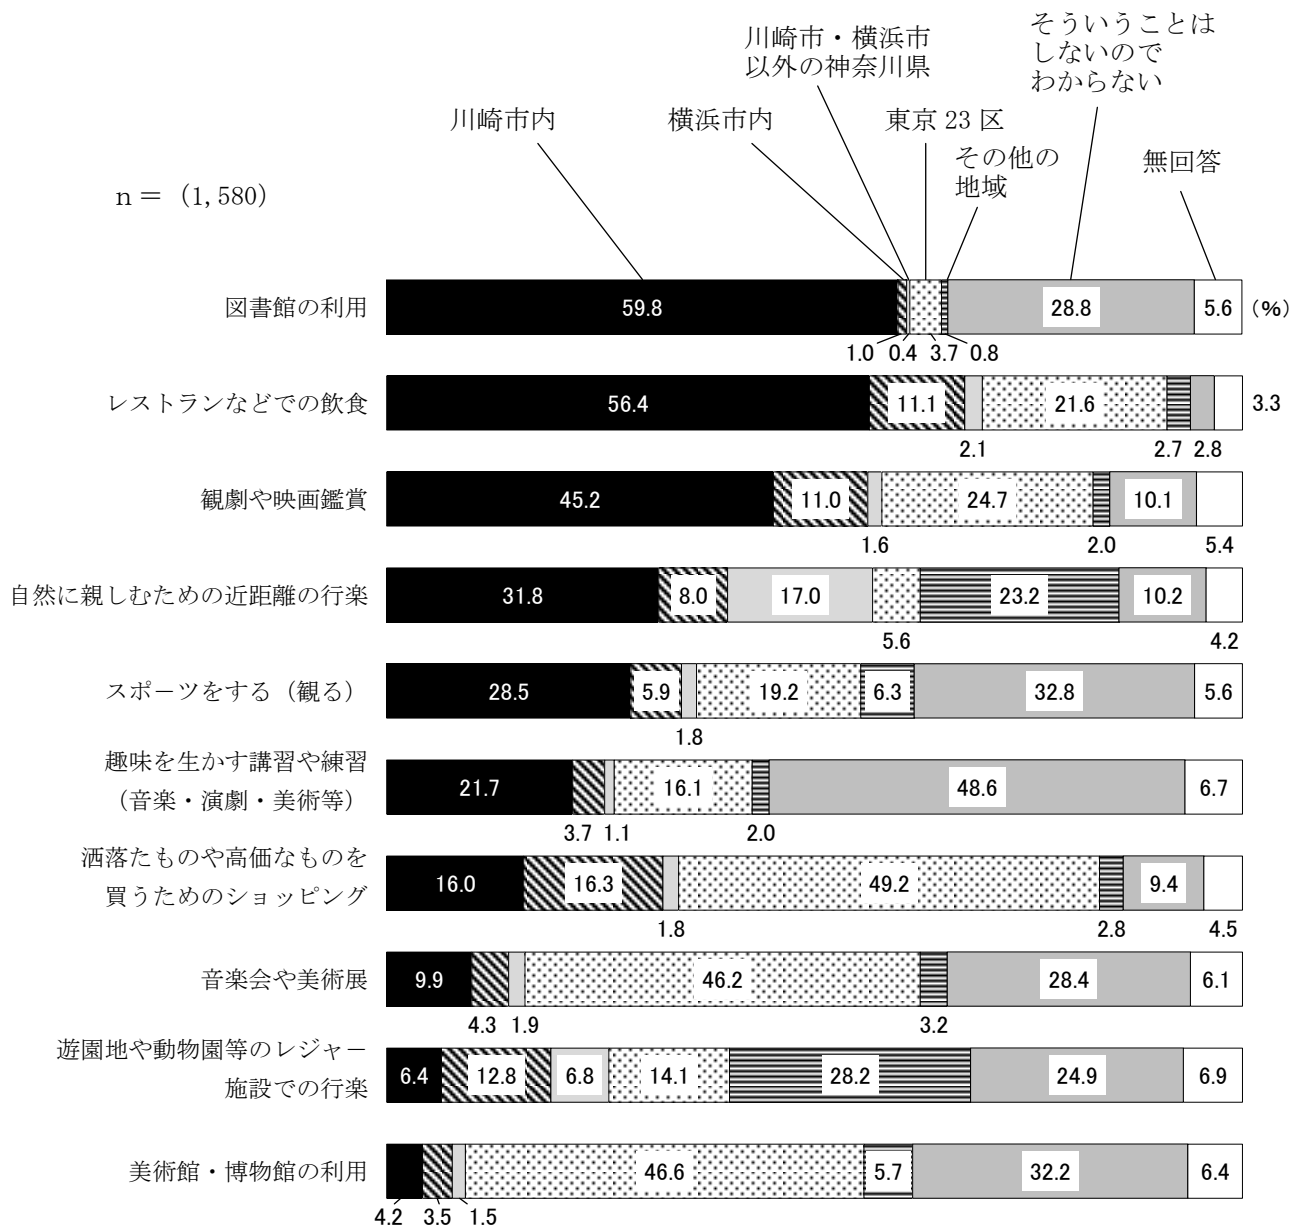 川崎市・横浜市
以外の神奈川県
そういうことは
しないので
わからない
川崎市内
横浜市内
東京 23 区
その他の
地域
無回答
n = (1,580)
図書館の利用
59.8
28.8
5.6
(%)
1.0 0.4 3.7 0.8
レストランなどでの飲食
56.4
11.1
21.6
3.3
2.1
2.7 2.8
観劇や映画鑑賞
45.2
11.0
24.7
10.1
1.6
2.0
5.4
自然に親しむための近距離の行楽
31.8
8.0
17.0
23.2
10.2
5.6
4.2
スポーツをする（観る）
28.5
5.9
19.2
6.3
32.8
5.6
1.8
趣味を生かす講習や練習
（音楽・演劇・美術等）
21.7
16.1
48.6
6.7
3.7 1.1
2.0
洒落たものや高価なものを
買うためのショッピング
16.0
16.3
49.2
9.4
1.8
2.8
4.5
音楽会や美術展
9.9
46.2
28.4
6.1
4.3 1.9
3.2
遊園地や動物園等のレジャー
施設での行楽
6.4
12.8
6.8
14.1
28.2
24.9
6.9
美術館・博物館の利用
46.6
5.7
32.2
6.4
4.2 3.5 1.5